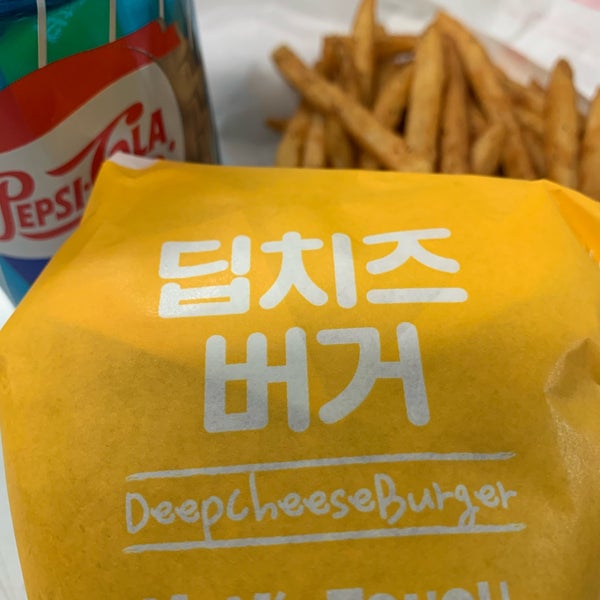 PEPSI-COLA
딥치즈
버거
DeepCheeseBurger